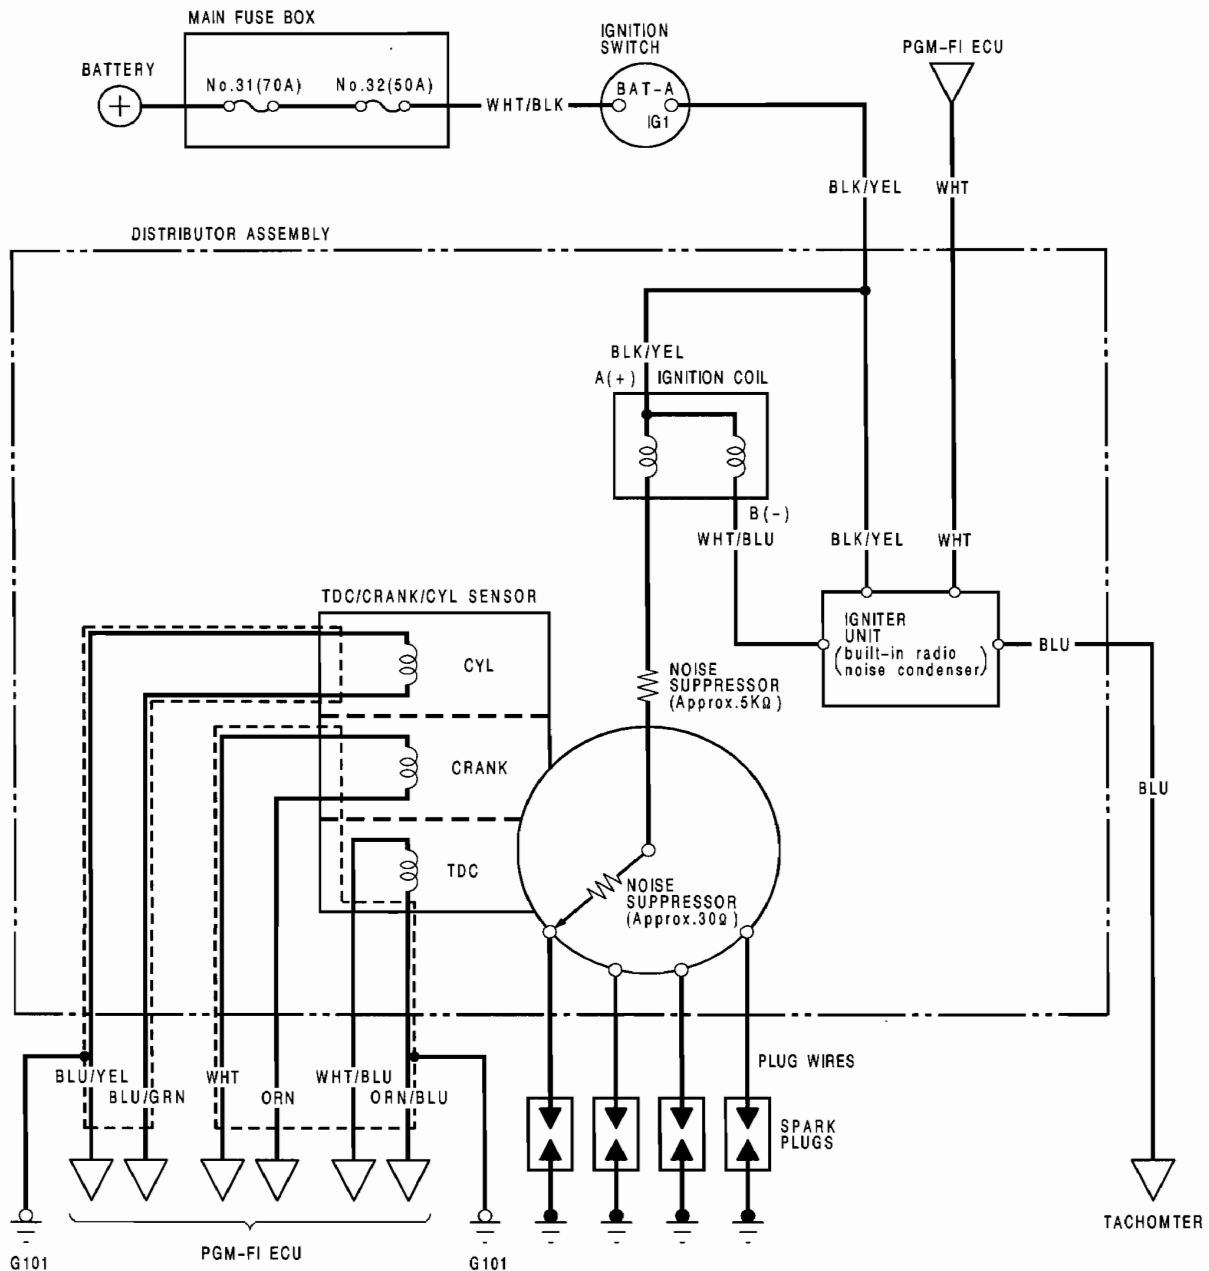 MAIN FUSE BOX
IGNITION
SWITCH
PGM-FI ECU
BATTERY
No.31(70A)
No.32(50A)
BAT-A
WHT/BLK
IG1
+
BLK/YEL
WHT
DISTRIBUTOR ASSEMBLY
BLK/YEL
A(+)
IGNITION COIL
B(-)
WHT/BLU
BLK/YEL
WHT
TDC/CRANK/CYL SENSOR
IGNITER
UNIT
(built-in radio
noise condenser)
BLU
CYL
NOISE
SUPPRESSOR
(Approx.5KΩ)
CRANK
BLU
TDC
NOISE
SUPPRESSOR
(Approx.30Ω)
PLUG WIRES
BLU/YEL
WHT
WHT/BLU
BLU/GRN
ORN
ORN/BLU
SPARK
PLUGS
TACHOMTER
G101
PGM-FI ECU
G101